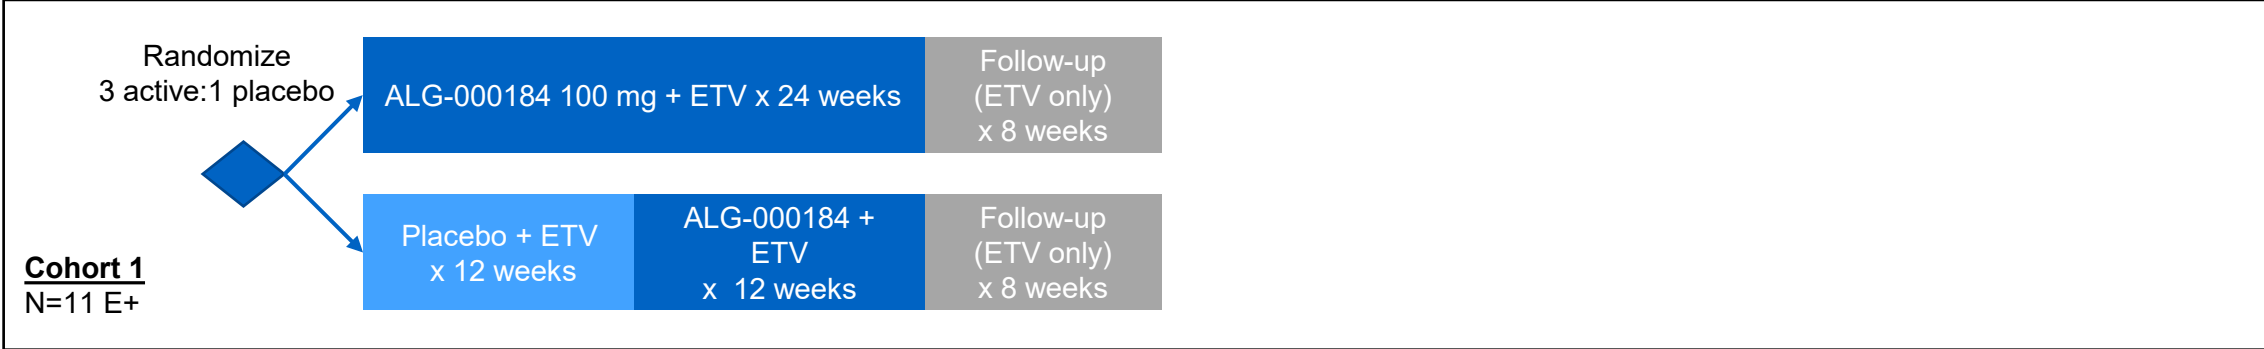 Randomize
3 active:1 placebo
ALG-000184 100 mg + ETV x 24 weeks
Follow-up
(ETV only)
x 8 weeks
Placebo + ETV
x 12 weeks
ALG-000184 +
ETV
x 12 weeks
Follow-up
(ETV only)
x 8 weeks
Cohort 1
N=11 E+